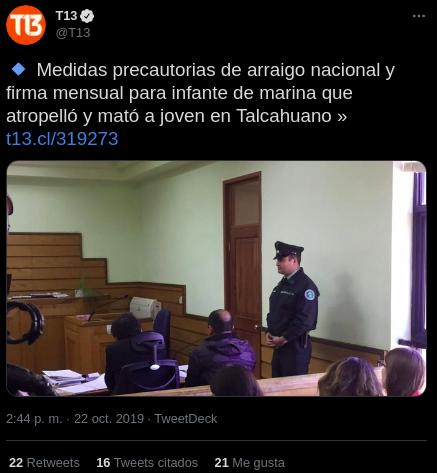 T13
T13
@T13
Medidas precautorias de arraigo nacional y
firma mensual para infante de marina que
atropelló y mató a joven en Talcahuano »
t13.cl/319273
2:44 p. m. · 22 oct. 2019 · TweetDeck
22 Retweets 16 Tweets citados 21 Me gusta